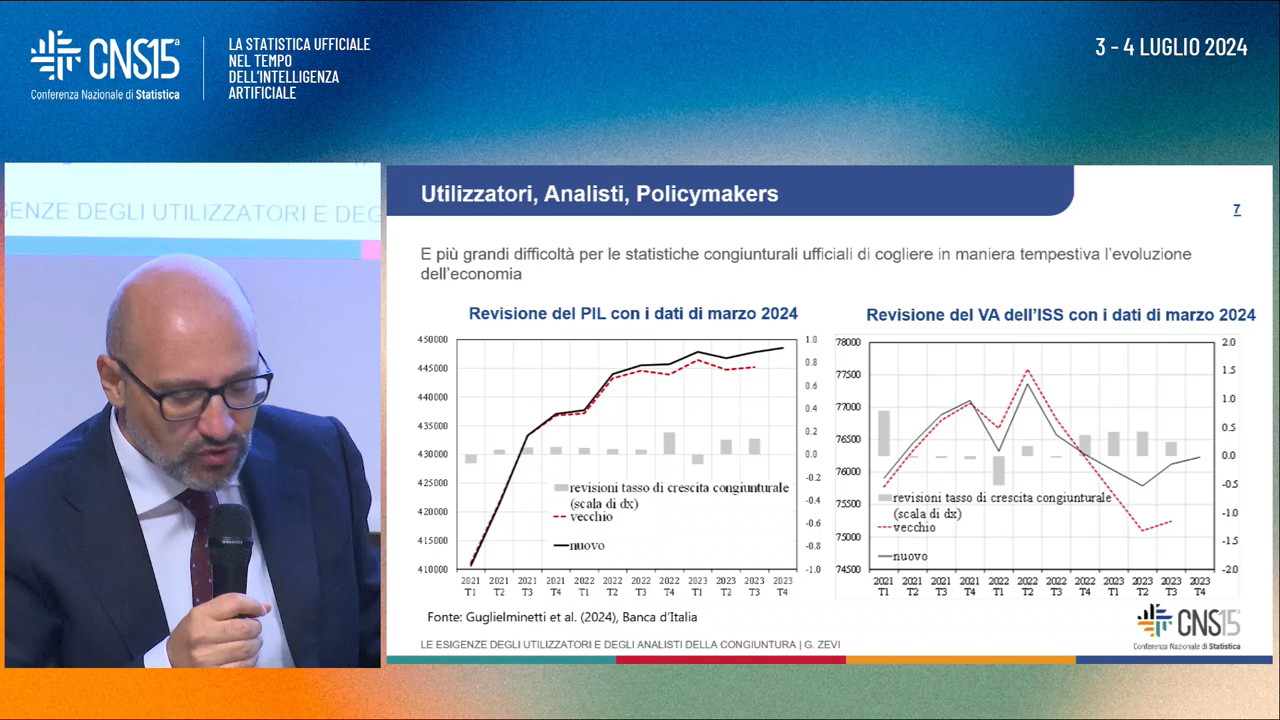 CNS15ª
Conferenza Nazionale di Statistica
LA STATISTICA UFFICIALE
NEL TEMPO
DELL'INTELLIGENZA
ARTIFICIALE
3 - 4 LUGLIO 2024
GENZE DEGLI UTILIZZATORI E DEG
Utilizzatori, Analisti, Policymakers
7
E più grandi difficoltà per le statistiche congiunturali ufficiali di cogliere in maniera tempestiva l'evoluzione
dell'economia
Revisione del PIL con i dati di marzo 2024
450000
445000
440000
435000
430000
425000
420000
415000
410000
1.0
0.8
0.6
0.4
0.2
0.0
-0.2
-0.4
-0.6
-0.8
-1.0
revisioni tasso di crescita congiunturale
(scala di dx)
vecchio
nuovo
2021 2021 2021 2021 2022 2022 2022 2022 2023 2023 2023 2023
T1 T2 T3 T4 T1 T2 T3 T4 T1 T2 T3 T4
Revisione del VA dell'ISS con i dati di marzo 2024
78000
77500
77000
76500
76000
75500
75000
74500
2.0
1.5
1.0
0.5
0.0
-0.5
-1.0
-1.5
-2.0
revisioni tasso di crescita congiunturale
(scala di dx)
vecchio
nuovo
2021 2021 2021 2021 2022 2022 2022 2022 2023 2023 2023 2023
T1 T2 T3 T4 T1 T2 T3 T4 T1 T2 T3 T4
Fonte: Guglielminetti et al. (2024), Banca d'Italia
LE ESIGENZE DEGLI UTILIZZATORI E DEGLI ANALISTI DELLA CONGIUNTURA | G. ZEVI
CNS15
Conferenza Nazionale di Statistica